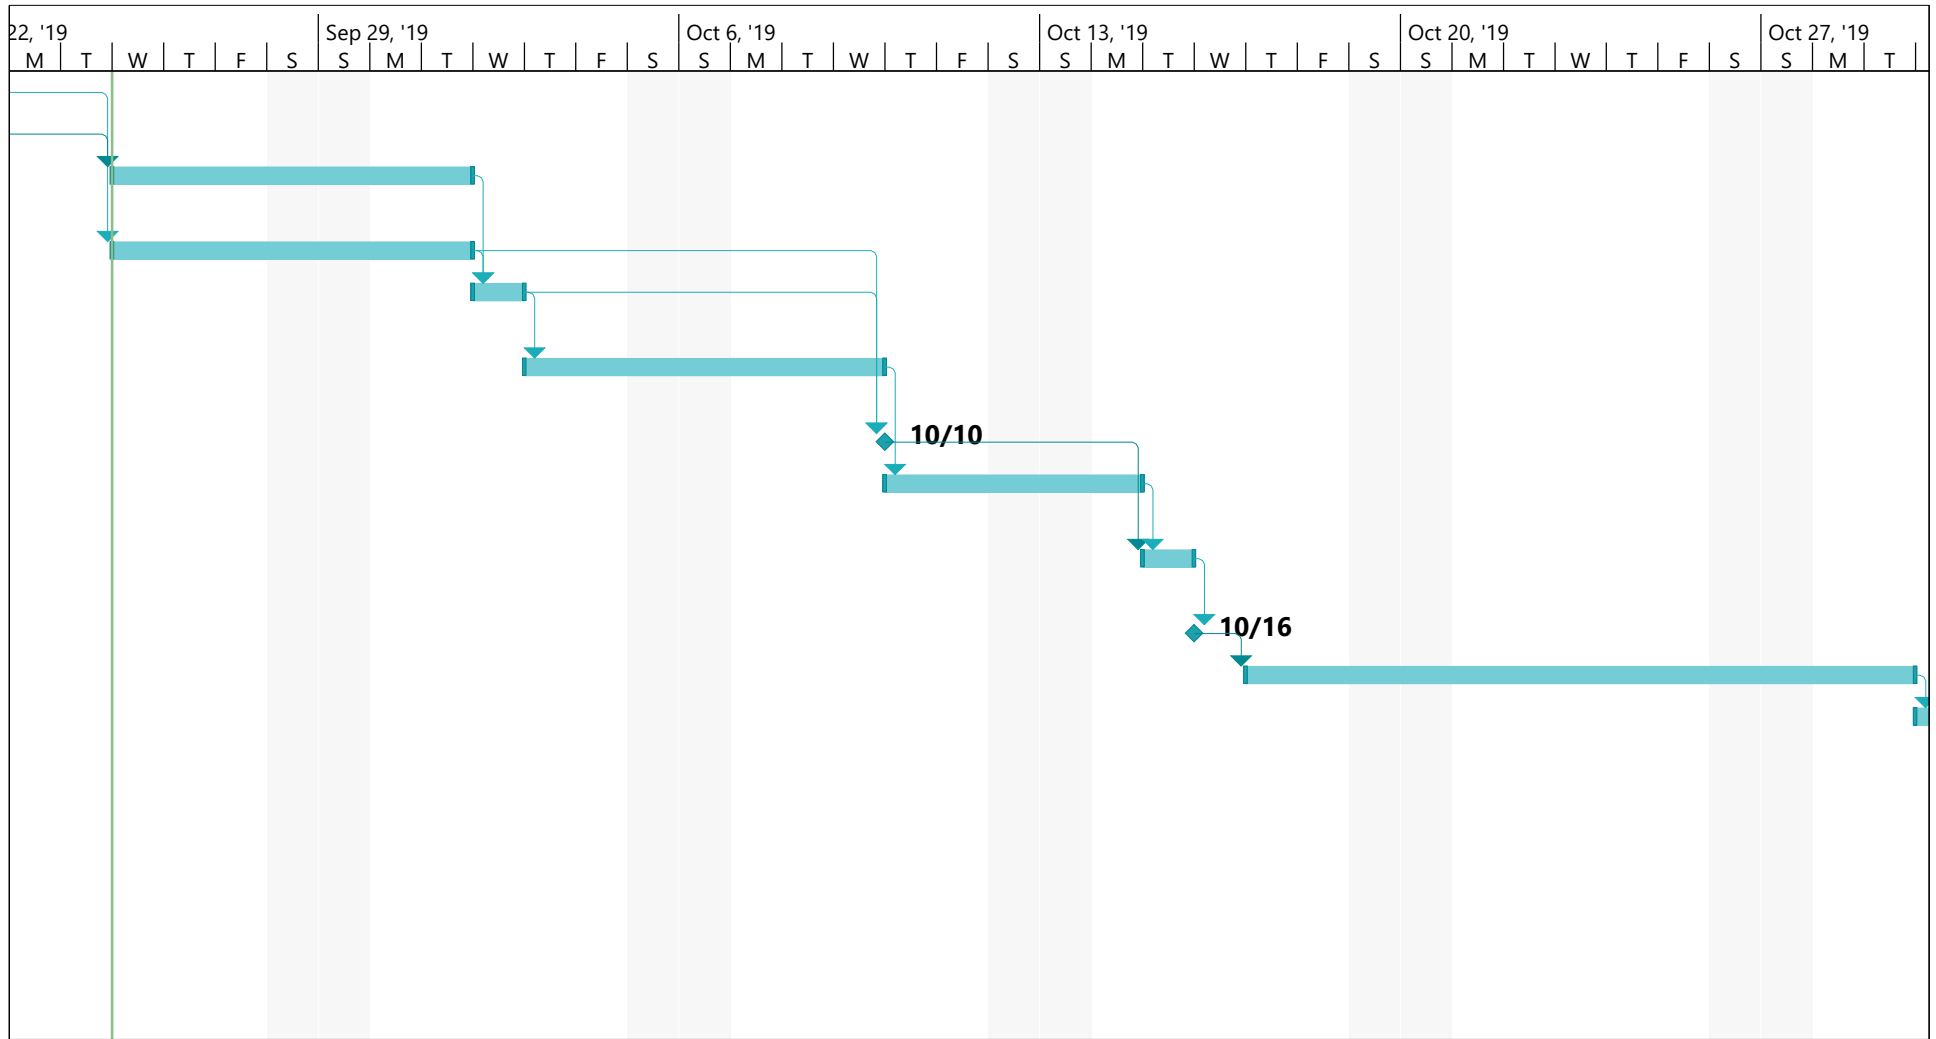 22, '19 Sep 29, '19 Oct 6, '19 Oct 13, '19 Oct 20, '19 Oct 27, '19
M T W T F S S M T W T F S S M T W T F S S M T W T F S S M T W T F S S M T
10/10
10/16